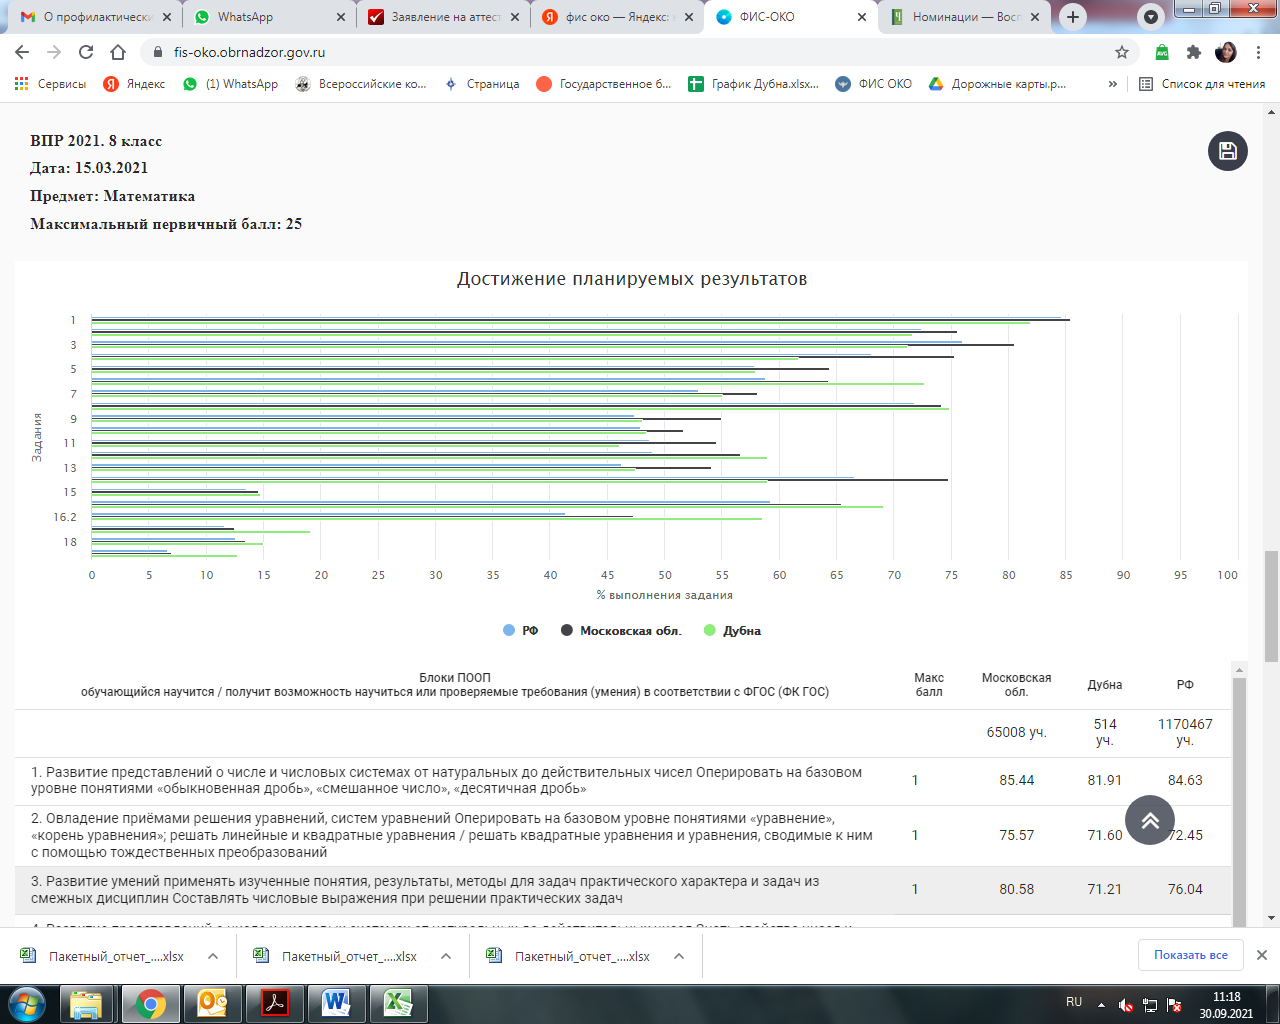 О профилактически
WhatsApp
Заявление на аттест
фис око — Яндекс:
ФИС-ОКО
Номинации — Восп
fis-oko.obrnadzor.gov.ru
Сервисы
Яндекс
(1) WhatsApp
Всероссийские ко...
Страница
Государственное б...
График Дубна.xlsx...
ФИС ОКО
Дорожные карты.р...
»
Список для чтения
ВПР 2021. 8 класс
Дата: 15.03.2021
Предмет: Математика
Максимальный первичный балл: 25
Достижение планируемых результатов
Задания
1
3
5
7
9
11
13
15
16.2
18
0 5 10 15 20 25 30 35 40 45 50 55 60 65 70 75 80 85 90 95 100
% выполнения задания
РФ Московская обл. Дубна
Блоки ПООП
обучающийся научится / получит возможность научиться или проверяемые требования (умения) в соответствии с ФГОС (ФК ГОС)
Макс балл
Московская обл.
Дубна
РФ
65008 уч.
514 уч.
1170467 уч.
1. Развитие представлений о числе и числовых системах от натуральных до действительных чисел Оперировать на базовом
уровне понятиями «обыкновенная дробь», «смешанное число», «десятичная дробь»
1 85.44 81.91 84.63
2. Овладение приёмами решения уравнений, систем уравнений Оперировать на базовом уровне понятиями «уравнение»,
«корень уравнения»; решать линейные и квадратные уравнения / решать квадратные уравнения и уравнения, сводимые к ним
с помощью тождественных преобразований
1 75.57 71.60 72.45
3. Развитие умений применять изученные понятия, результаты, методы для задач практического характера и задач из
смежных дисциплин Составлять числовые выражения при решении практических задач
1 80.58 71.21 76.04
Пакетный_отчет_....xlsx
Пакетный_отчет_....xlsx
Пакетный_отчет_....xlsx
Показать все
RU
11:18
30.09.2021